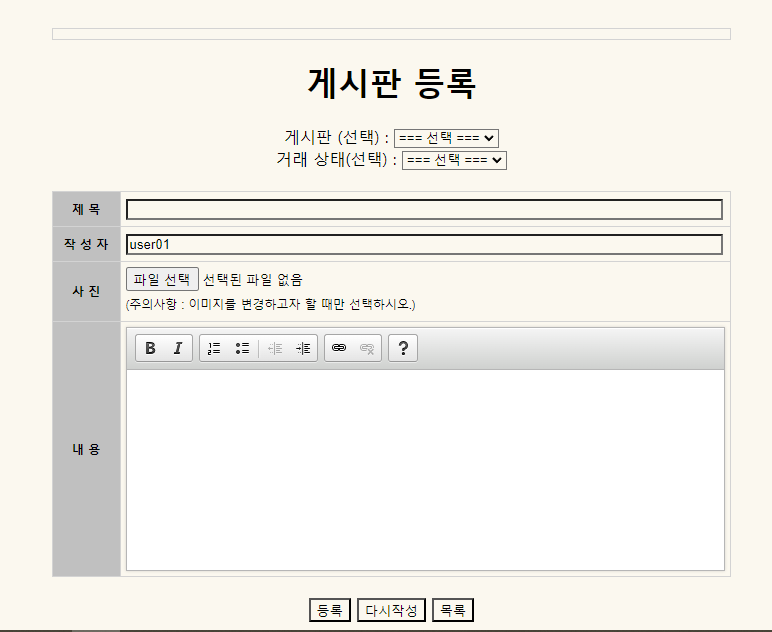 게시판 등록
게시판 (선택) : === 선택 ===
거래 상태(선택) : === 선택 ===
제 목
작 성 자 user01
사 진 파일 선택 선택된 파일 없음
(주의사항 : 이미지를 변경하고자 할 때만 선택하시오.)
B I ?
내 용
등록 다시작성 목록